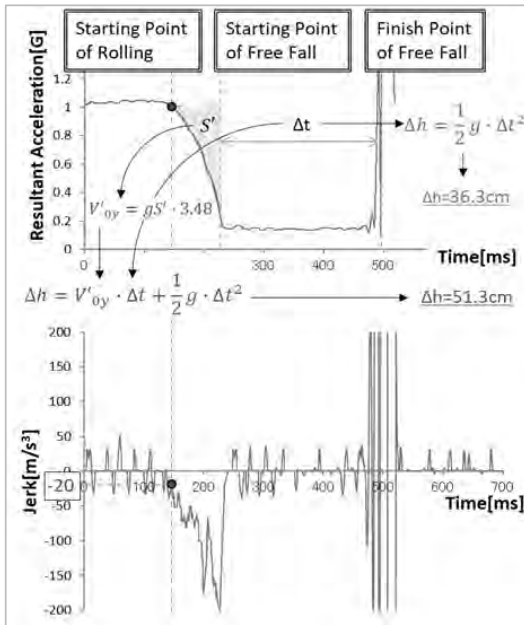 Starting Point
of Rolling
Starting Point
of Free Fall
Finish Point
of Free Fall
Resultant Acceleration[G]
1.2
1
0.8
0.6
0.4
0.2
0
S'
Δt
Δh = 1/2 g · Δt²
Δh=36.3cm
V'₀y = gS' · 3.48
0
300
400
500
Time[ms]
Δh = V'₀y · Δt + 1/2 g · Δt²
Δh=51.3cm
Jerk[m/s³]
200
150
100
50
0
-20
-50
-100
-150
-200
0
100
200
300
400
500
600
700
Time[ms]